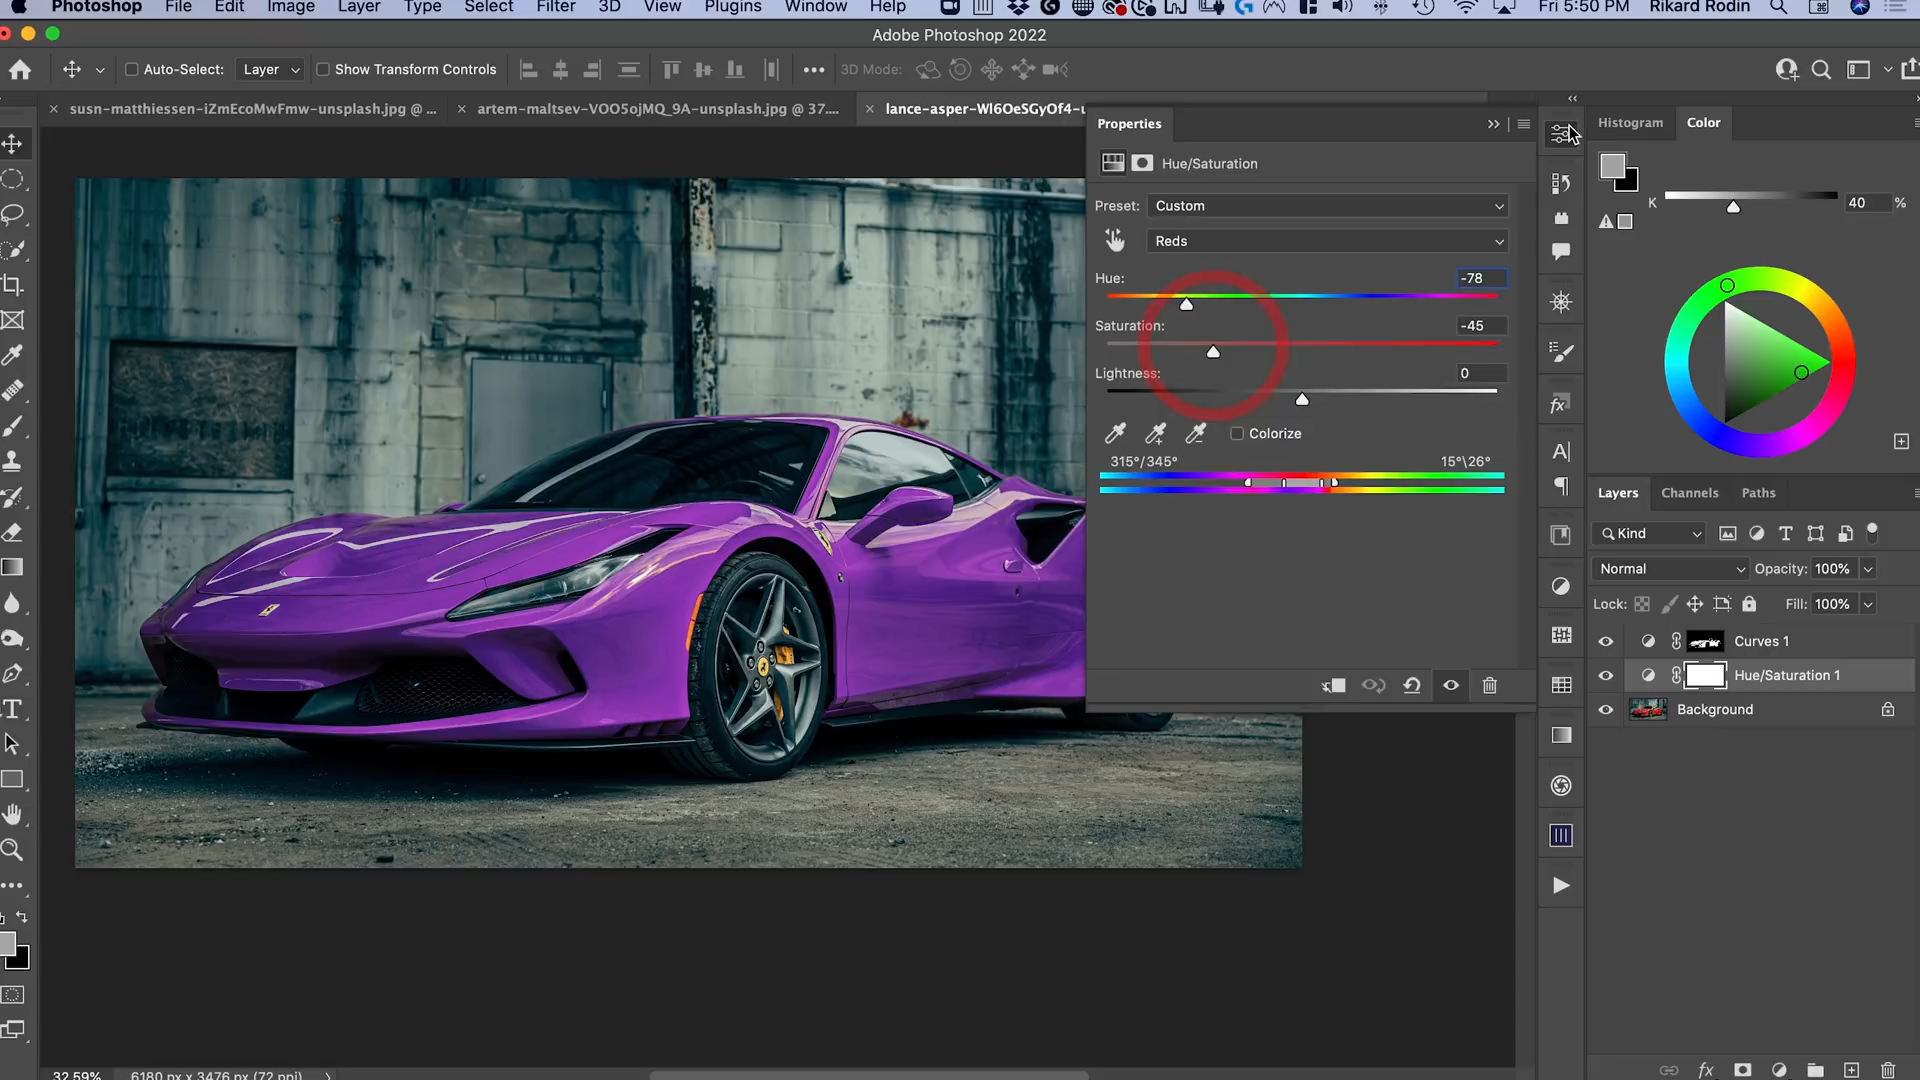 Photoshop File Edit Image Layer Type Select Filter 3D View Plugins Window Help Fri 5:50 PM Rikard Rodin
Adobe Photoshop 2022
Auto-Select: Layer Show Transform Controls 3D Mode:
susn-matthiessen-iZmEcoMwFmw-unsplash.jpg @ ...
artem-maltsev-VOO5ojMQ_9A-unsplash.jpg @ 37....
lance-asper-Wl6OeSGyOf4-u
Properties
Hue/Saturation
Preset: Custom
Reds
Hue: -78
Saturation: -45
Lightness: 0
Colorize
315°/345° 15°\26°
Histogram Color
K 40 %
Layers Channels Paths
Kind
Normal Opacity: 100%
Lock: Fill: 100%
Curves 1
Hue/Saturation 1
Background
32.59% 6180 px x 3476 px (72 ppi)